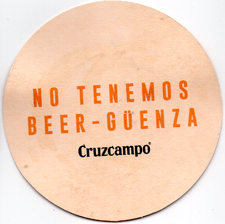 NO TENEMOS
BEER-GÜENZA
Cruzcampo®